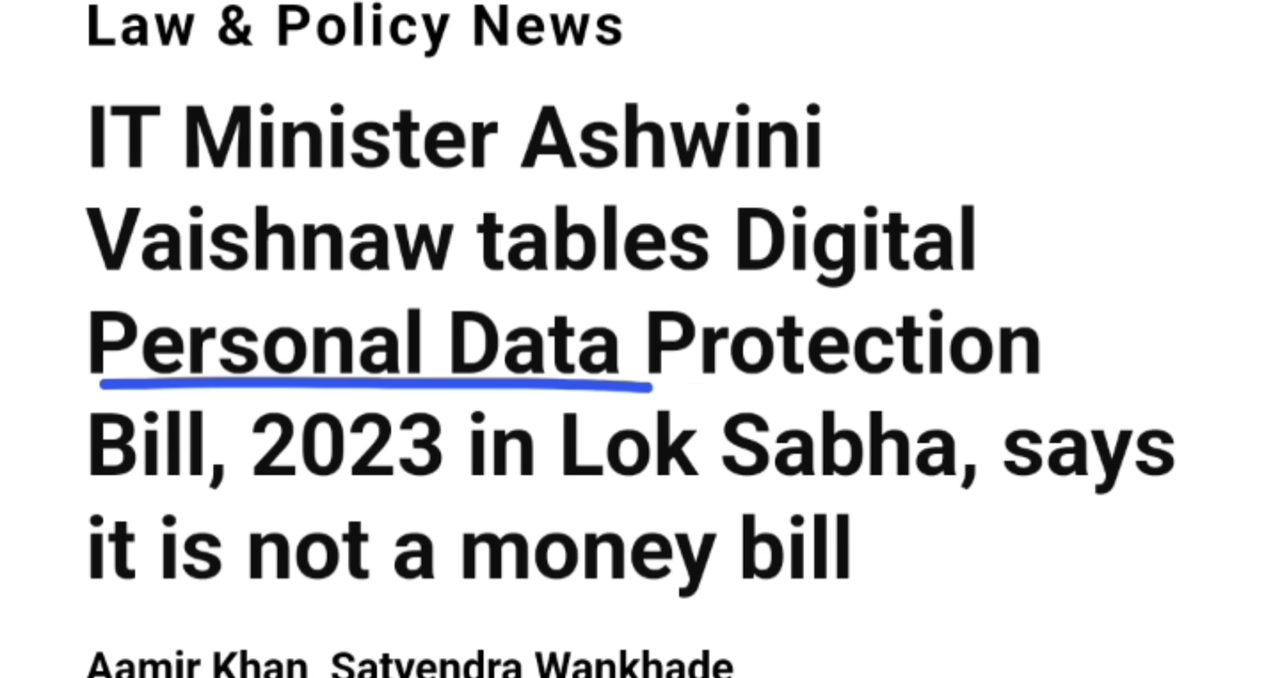 Law & Policy News
IT Minister Ashwini
Vaishnaw tables Digital
Personal Data Protection
Bill, 2023 in Lok Sabha, says
it is not a money bill
Aamir Khan Satyendra Wankhade